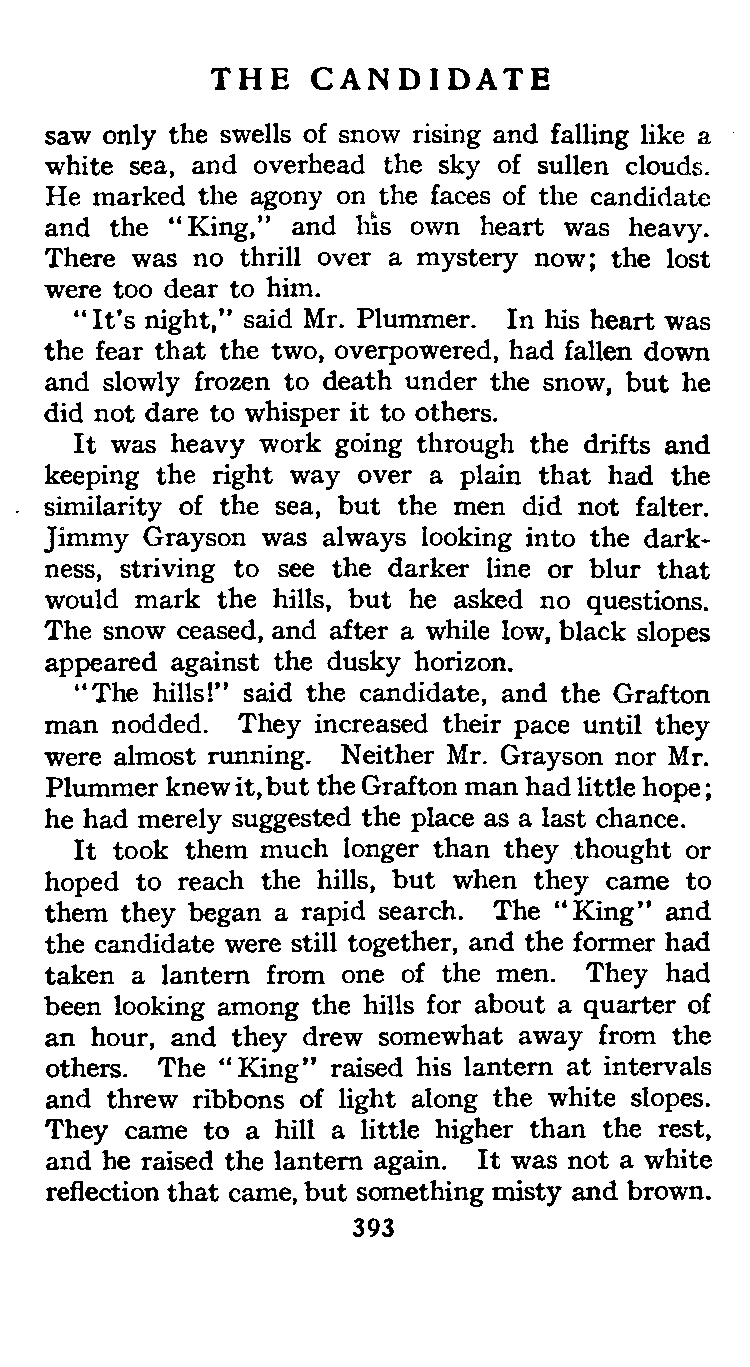 THE CANDIDATE
saw only the swells of snow rising and falling like a
white sea, and overhead the sky of sullen clouds.
He marked the agony on the faces of the candidate
and the "King," and his own heart was heavy.
There was no thrill over a mystery now; the lost
were too dear to him.
"It's night," said Mr. Plummer. In his heart was
the fear that the two, overpowered, had fallen down
and slowly frozen to death under the snow, but he
did not dare to whisper it to others.
It was heavy work going through the drifts and
keeping the right way over a plain that had the
similarity of the sea, but the men did not falter.
Jimmy Grayson was always looking into the dark-
ness, striving to see the darker line or blur that
would mark the hills, but he asked no questions.
The snow ceased, and after a while low, black slopes
appeared against the dusky horizon.
"The hills!" said the candidate, and the Grafton
man nodded. They increased their pace until they
were almost running. Neither Mr. Grayson nor Mr.
Plummer knew it, but the Grafton man had little hope;
he had merely suggested the place as a last chance.
It took them much longer than they thought or
hoped to reach the hills, but when they came to
them they began a rapid search. The "King" and
the candidate were still together, and the former had
taken a lantern from one of the men. They had
been looking among the hills for about a quarter of
an hour, and they drew somewhat away from the
others. The "King" raised his lantern at intervals
and threw ribbons of light along the white slopes.
They came to a hill a little higher than the rest,
and he raised the lantern again. It was not a white
reflection that came, but something misty and brown.
393